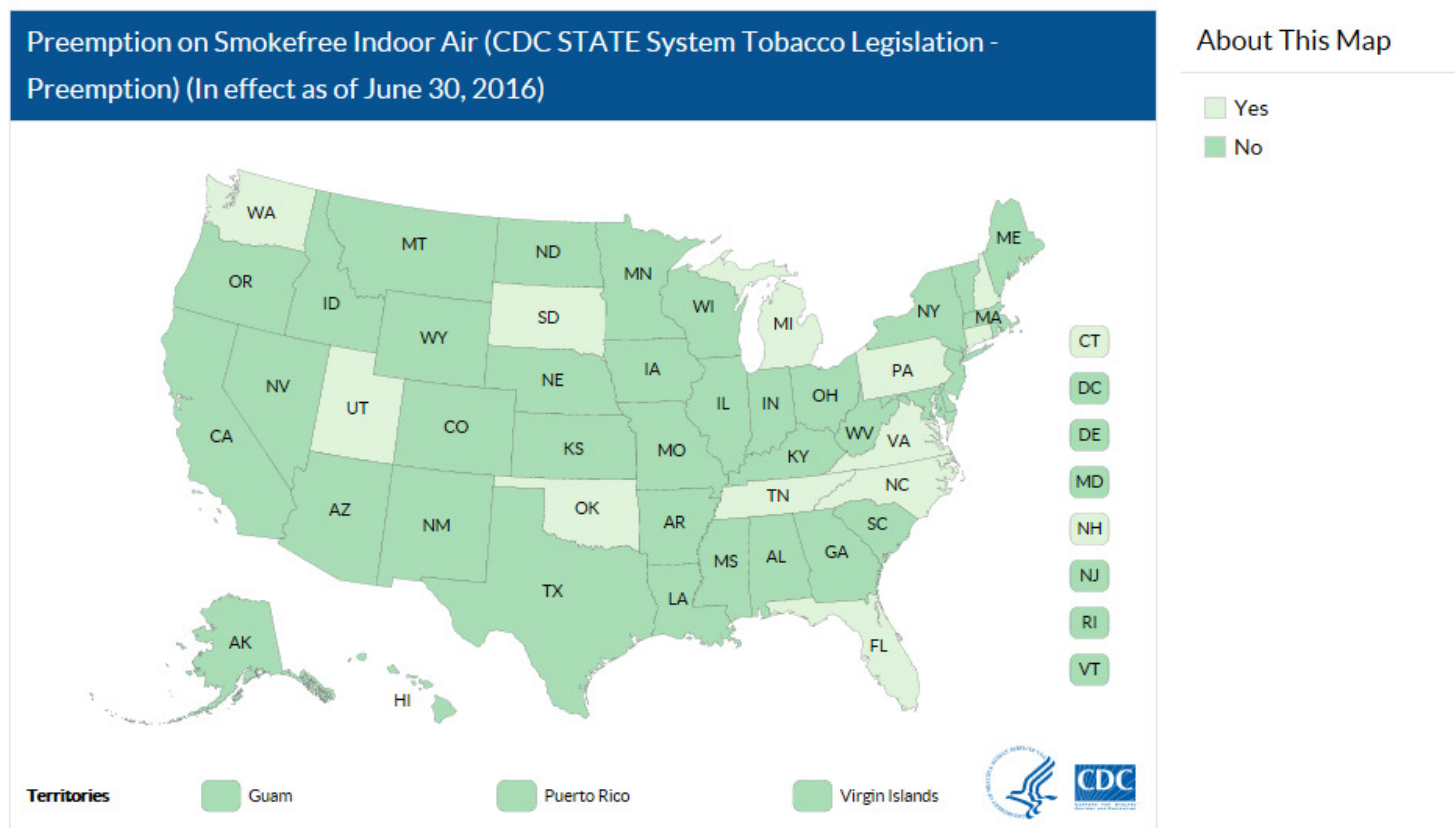 Preemption on Smokefree Indoor Air (CDC STATE System Tobacco Legislation -
Preemption) (In effect as of June 30, 2016)
About This Map
Yes
No
WA
MT
ND
MN
ME
OR
ID
SD
WI
MI
NY
MA
WY
CT
PA
IA
NE
NV
UT
CO
IL
IN
OH
DC
CA
KS
MO
WV
VA
KY
DE
MD
NC
TN
OK
AZ
NM
AR
SC
NH
MS
AL
GA
NJ
TX
LA
RI
AK
FL
VT
HI
Territories
Guam
Puerto Rico
Virgin Islands
CDC